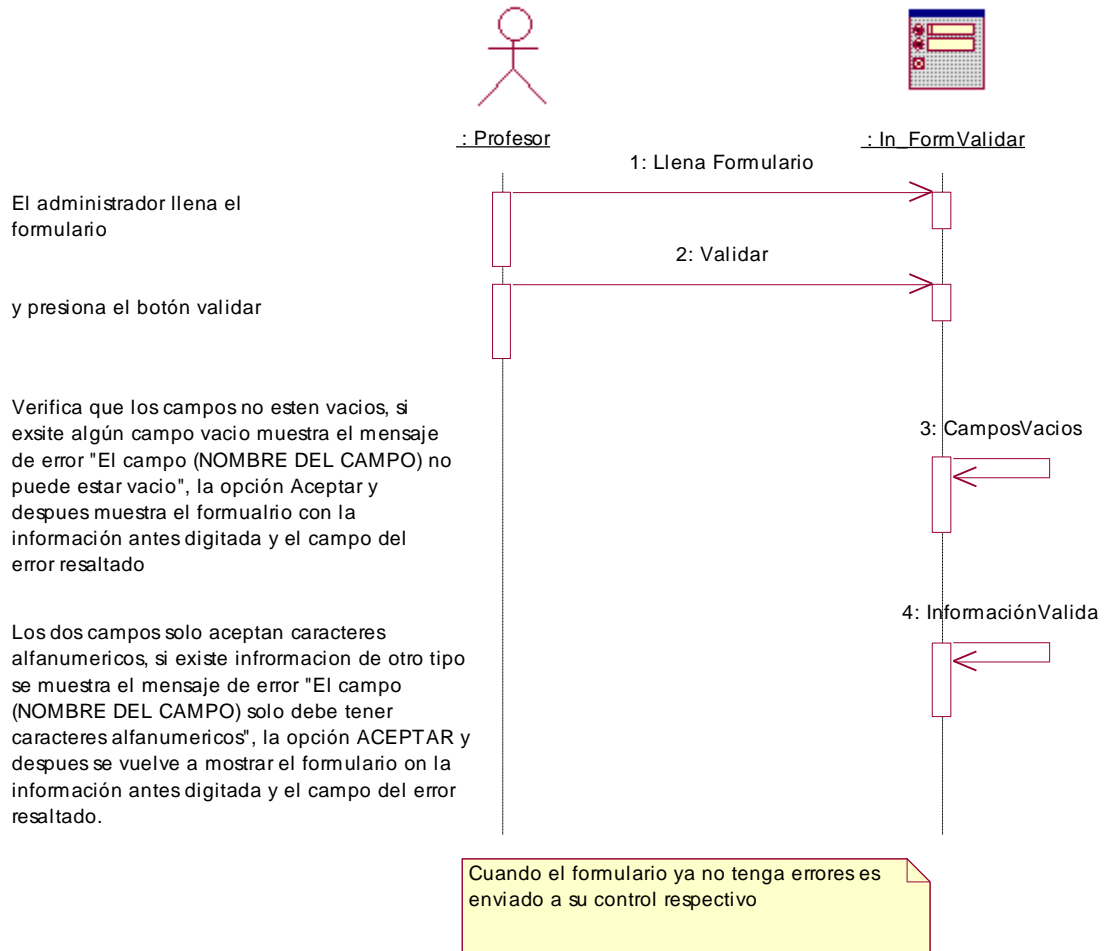 : Profesor
: In_FormValidar
1: Llena Formulario
El administrador llena el
formulario
2: Validar
y presiona el botón validar
Verifica que los campos no esten vacios, si
exsite algún campo vacio muestra el mensaje
de error "El campo (NOMBRE DEL CAMPO) no
puede estar vacio", la opción Aceptar y
despues muestra el formualrio con la
información antes digitada y el campo del
error resaltado
3: CamposVacios
4: InformaciónValida
Los dos campos solo aceptan caracteres
alfanumericos, si existe infrormacion de otro tipo
se muestra el mensaje de error "El campo
(NOMBRE DEL CAMPO) solo debe tener
caracteres alfanumericos", la opción ACEPTAR y
despues se vuelve a mostrar el formulario on la
información antes digitada y el campo del error
resaltado.
Cuando el formulario ya no tenga errores es
enviado a su control respectivo